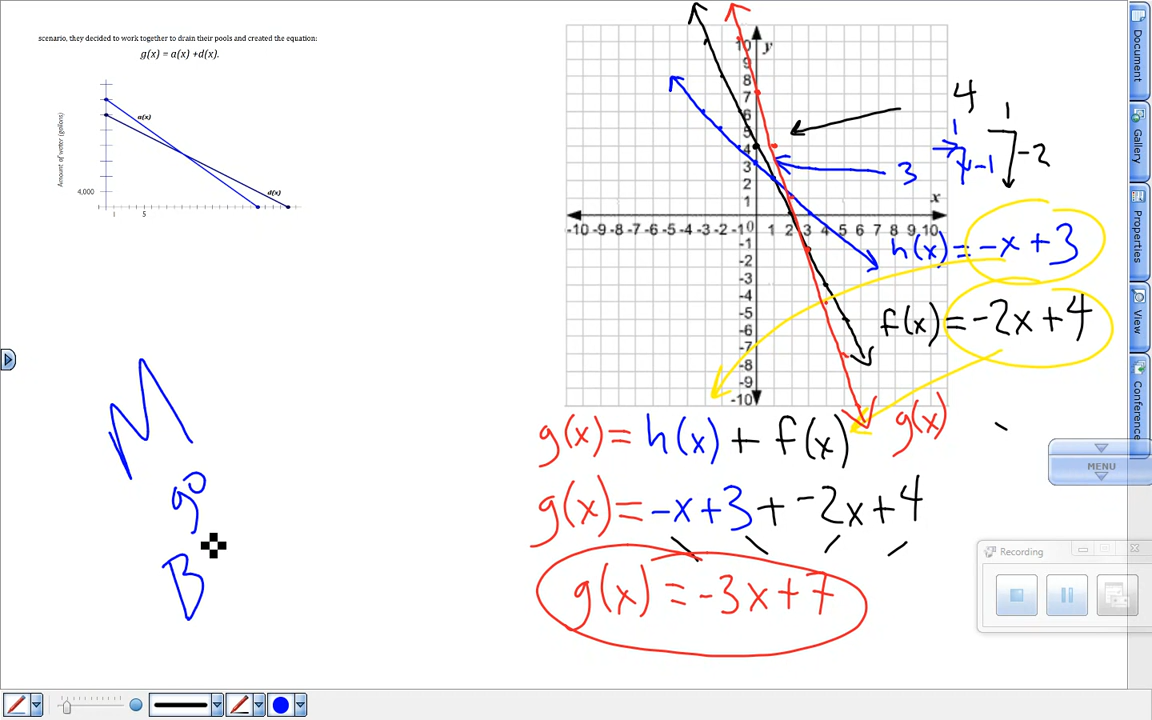 scenario, they decided to work together to drain their pools and created the equation:
g(x) = a(x) +d(x).
Amount of water (gallons)
a(x)
d(x)
4,000
1 5
y
10
9
8
7
6
5
4
3
2
1
x
-10 -9 -8 -7 -6 -5 -4 -3 -2 -1 0 1 2 3 4 5 6 7 8 9 10
-1
-2
-3
-4
-5
-6
-7
-8
-9
-10
4
1
-2
3
1
-1
h(x) = -x + 3
f(x) = -2x + 4
g(x)
g(x) = h(x) + f(x)
g(x) = -x + 3 + -2x + 4
g(x) = -3x + 7
M
go
B
Document
Gallery
Properties
View
Conference
MENU
Recording